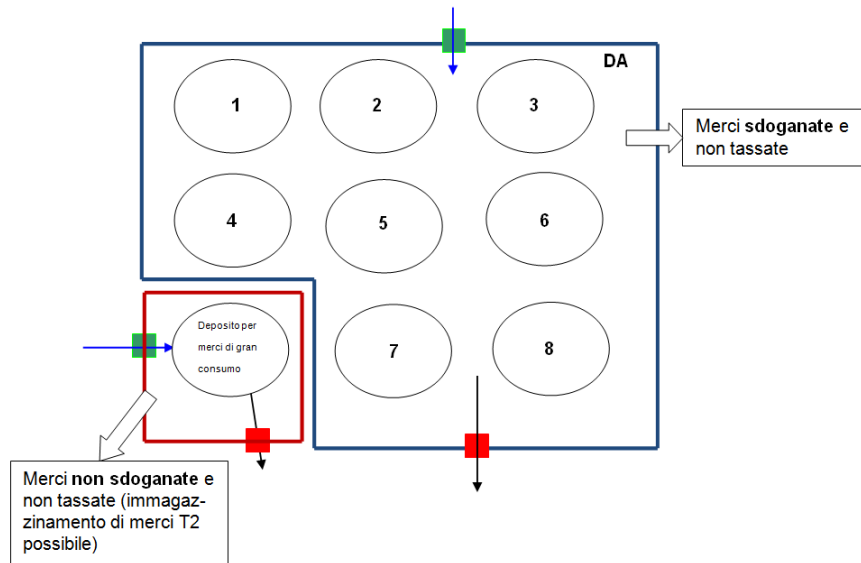 DA
1
2
3
Merci sdoganate e
non tassate
4
5
6
Deposito per
merci di gran
consumo
7
8
Merci non sdoganate e
non tassate (immagaz-
zinamento di merci T2
possibile)